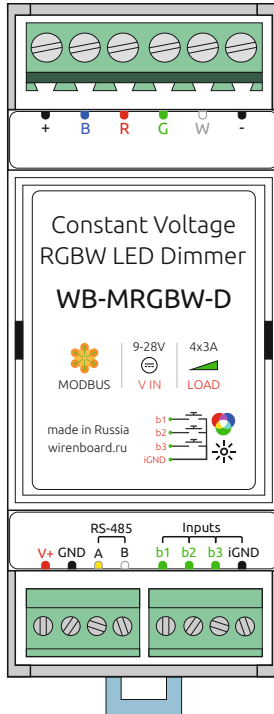 + B R G W -
Constant Voltage
RGBW LED Dimmer
WB-MRGBW-D
9-28V 4x3A
MODBUS V IN LOAD
made in Russia
wirenboard.ru
b1
b2
b3
iGND
RS-485 Inputs
V+ GND A B b1 b2 b3 iGND